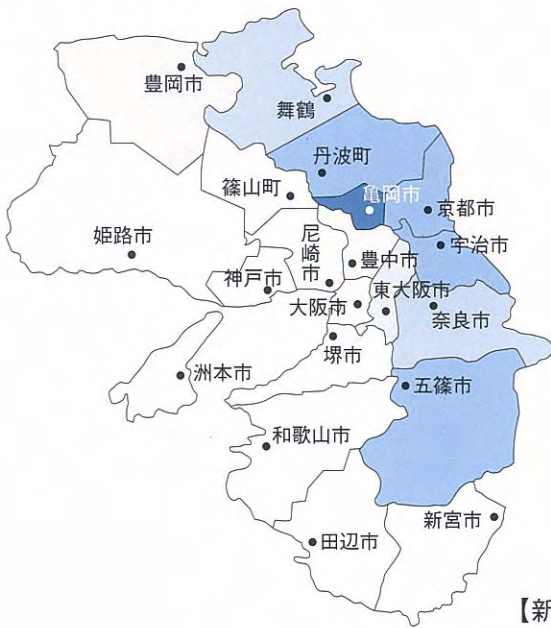 豊岡市
舞鶴
丹波町
篠山町
亀岡市
京都市
姫路市
尼崎市
豊中市
宇治市
神戸市
大阪市
東大阪市
奈良市
堺市
洲本市
五篠市
和歌山市
新宮市
田辺市
【新